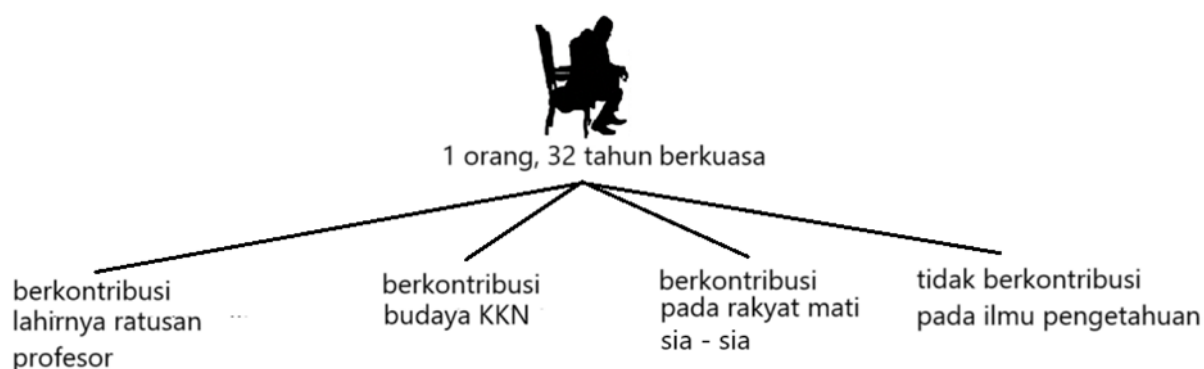 1 orang, 32 tahun berkuasa
berkontribusi
lahirnya ratusan
profesor
berkontribusi
budaya KKN
berkontribusi
pada rakyat mati
sia - sia
tidak berkontribusi
pada ilmu pengetahuan